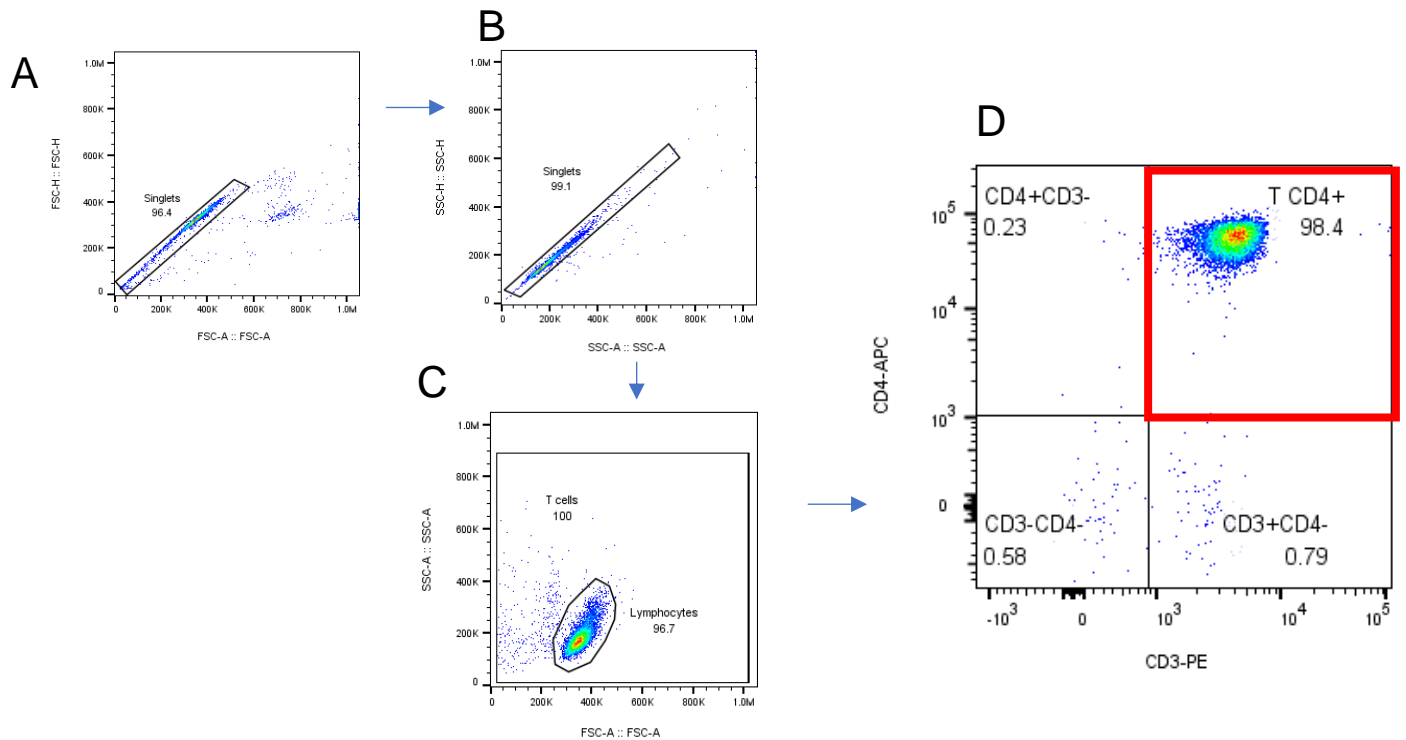 A
1.0M
800K
600K
400K
200K
0
FSC-H :: FSC-H
Singlets
96.4
0 200K 400K 600K 800K 1.0M
FSC-A :: FSC-A
B
1.0M
800K
600K
400K
200K
0
SSC-H :: SSC-H
Singlets
99.1
0 200K 400K 600K 800K 1.0M
SSC-A :: SSC-A
C
1.0M
800K
600K
400K
200K
0
SSC-A :: SSC-A
T cells
100
Lymphocytes
96.7
0 200K 400K 600K 800K 1.0M
FSC-A :: FSC-A
D
CD4+CD3-
0.23
T CD4+
98.4
10^5
10^4
10^3
0
CD4-APC
CD3-CD4-
0.58
CD3+CD4-
0.79
-10^3 0 10^3 10^4 10^5
CD3-PE